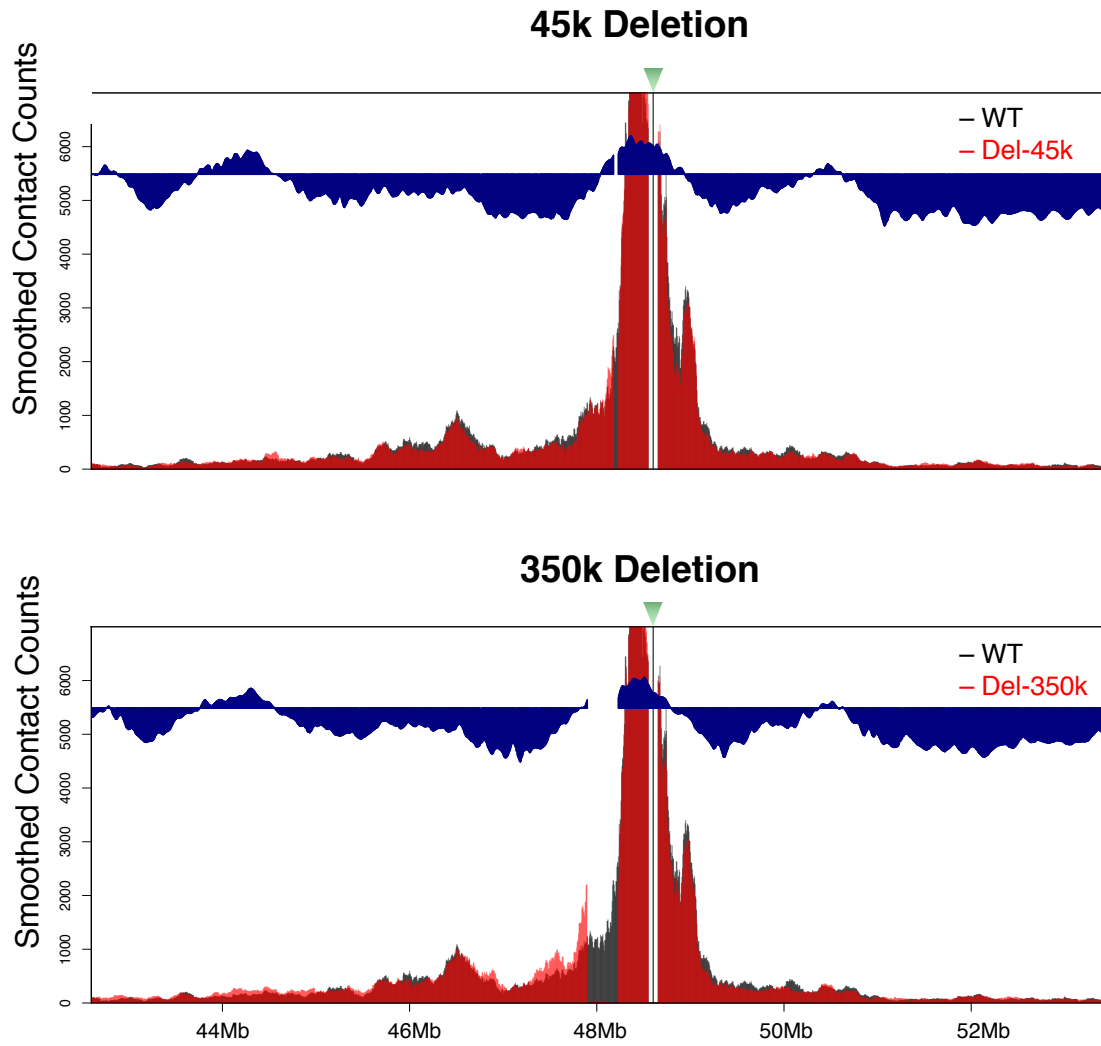 45k Deletion
Smoothed Contact Counts
– WT
– Del-45k
6000
5000
4000
3000
2000
1000
0
350k Deletion
Smoothed Contact Counts
– WT
– Del-350k
6000
5000
4000
3000
2000
1000
0
44Mb 46Mb 48Mb 50Mb 52Mb